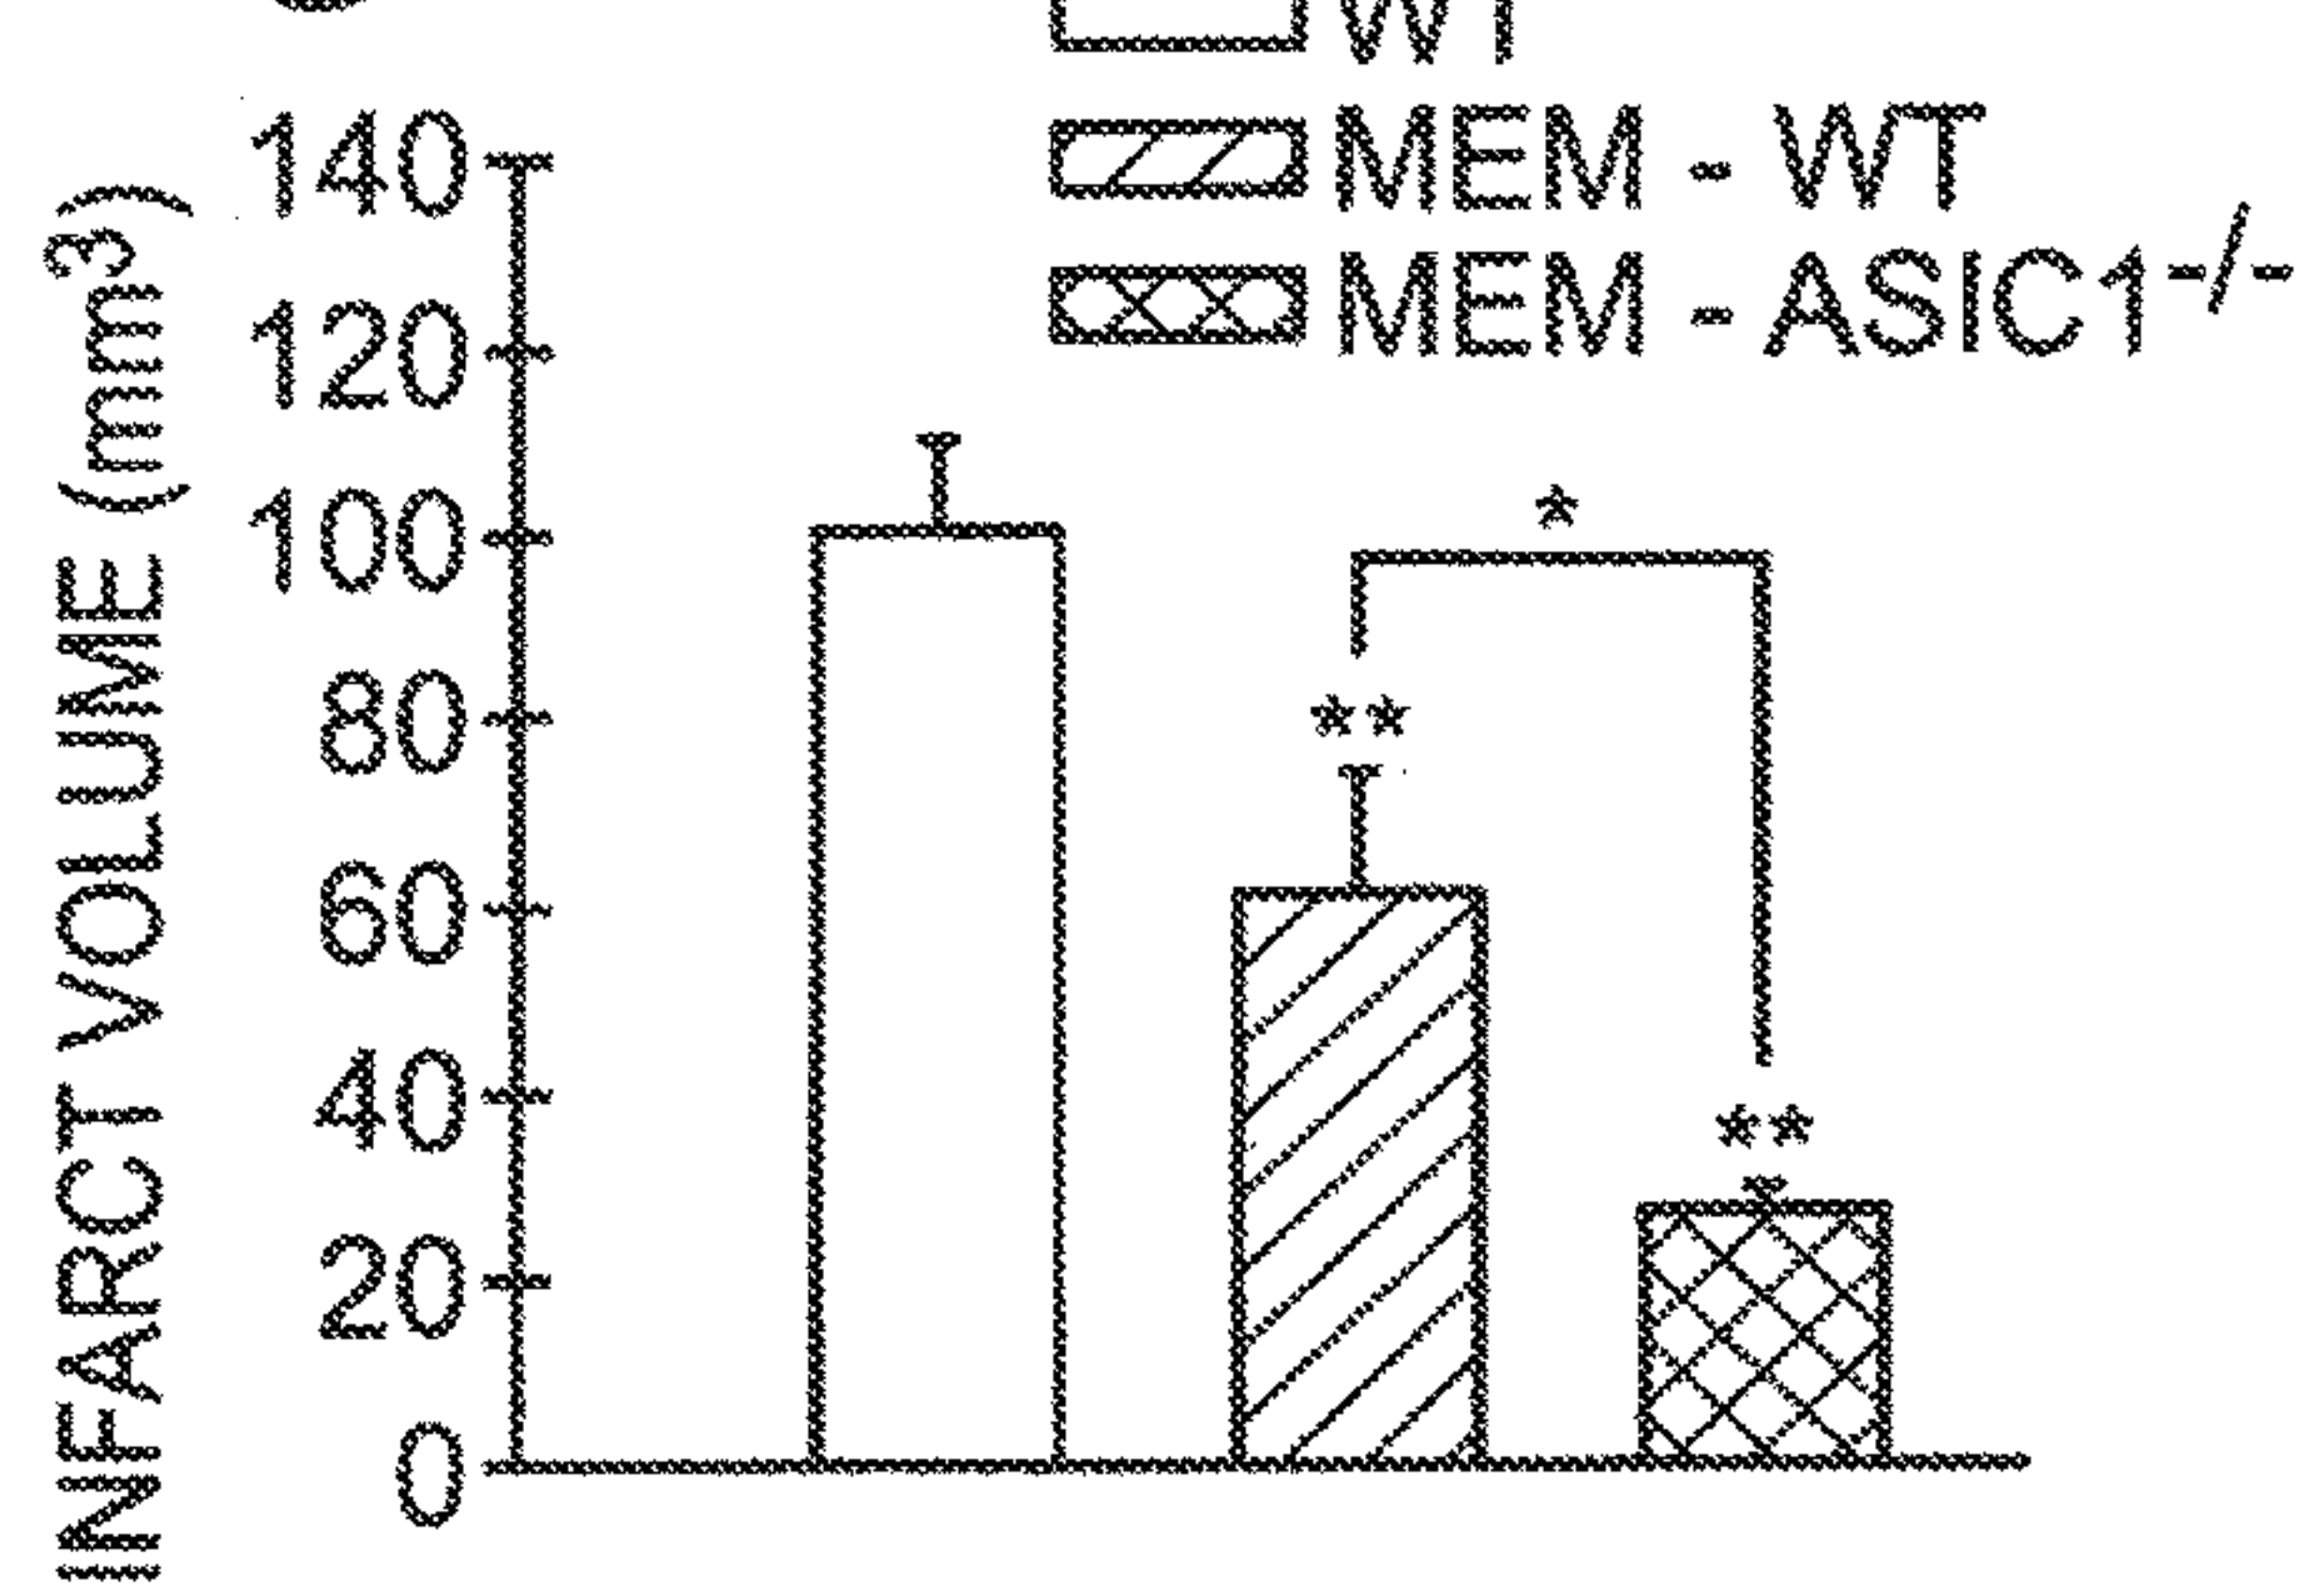 WT
MEM - WT
MEM - ASIC1-/-
INFARCT VOLUME (mm3)
140
120
100
80
60
40
20
0
*
**
**